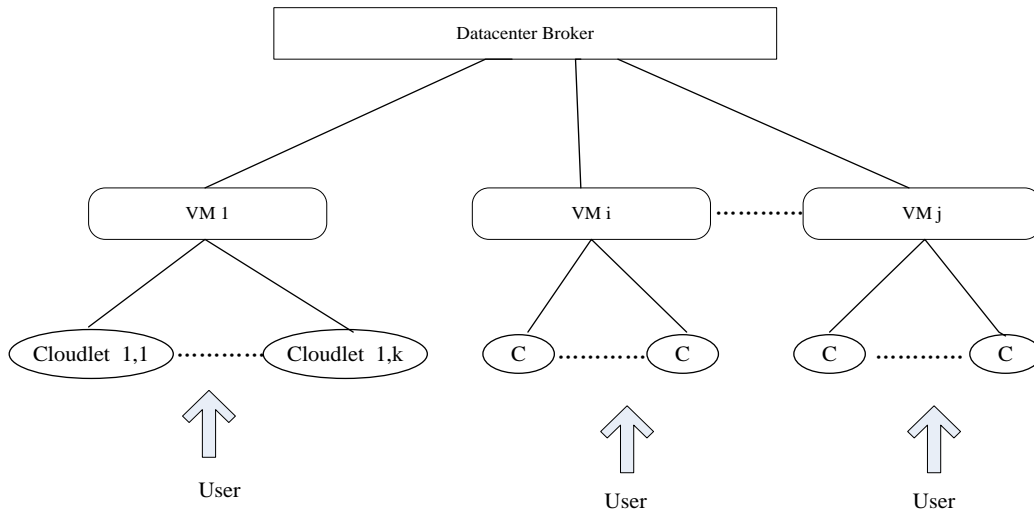 Datacenter Broker
VM 1
VM i
VM j
Cloudlet 1,1
Cloudlet 1,k
C
C
C
C
User
User
User